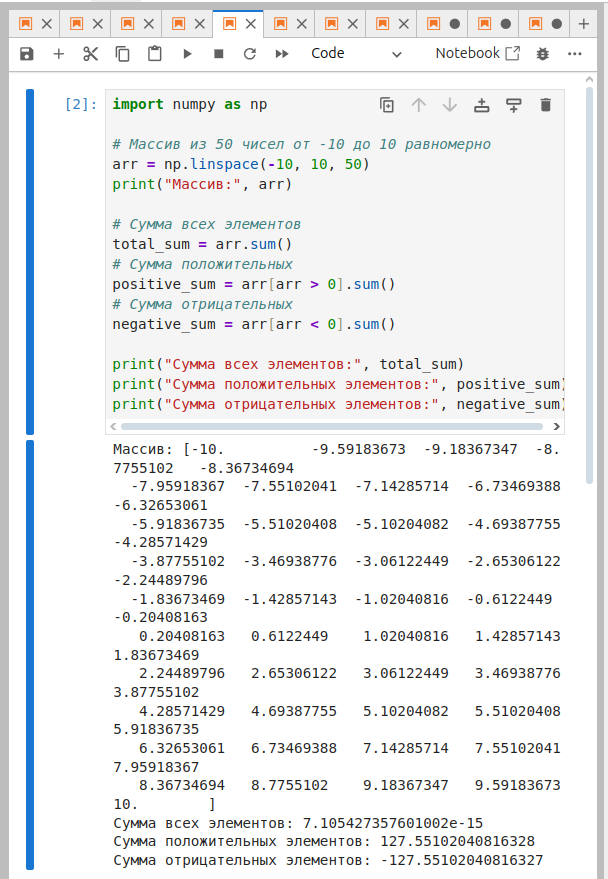 Code
Notebook
[2]:
import numpy as np
# Массив из 50 чисел от -10 до 10 равномерно
arr = np.linspace(-10, 10, 50)
print("Массив:", arr)
# Сумма всех элементов
total_sum = arr.sum()
# Сумма положительных
positive_sum = arr[arr > 0].sum()
# Сумма отрицательных
negative_sum = arr[arr < 0].sum()
print("Сумма всех элементов:", total_sum)
print("Сумма положительных элементов:", positive_sum)
print("Сумма отрицательных элементов:", negative_sum)
Массив: [-10.         -9.59183673  -9.18367347  -8.
7755102   -8.36734694
  -7.95918367  -7.55102041  -7.14285714  -6.73469388
-6.32653061
  -5.91836735  -5.51020408  -5.10204082  -4.69387755
-4.28571429
  -3.87755102  -3.46938776  -3.06122449  -2.65306122
-2.24489796
  -1.83673469  -1.42857143  -1.02040816  -0.6122449
-0.20408163
   0.20408163   0.6122449    1.02040816   1.42857143
1.83673469
   2.24489796   2.65306122   3.06122449   3.46938776
3.87755102
   4.28571429   4.69387755   5.10204082   5.51020408
5.91836735
   6.32653061   6.73469388   7.14285714   7.55102041
7.95918367
   8.36734694   8.7755102    9.18367347   9.59183673
10.        ]
Сумма всех элементов: 7.105427357601002e-15
Сумма положительных элементов: 127.55102040816328
Сумма отрицательных элементов: -127.55102040816327